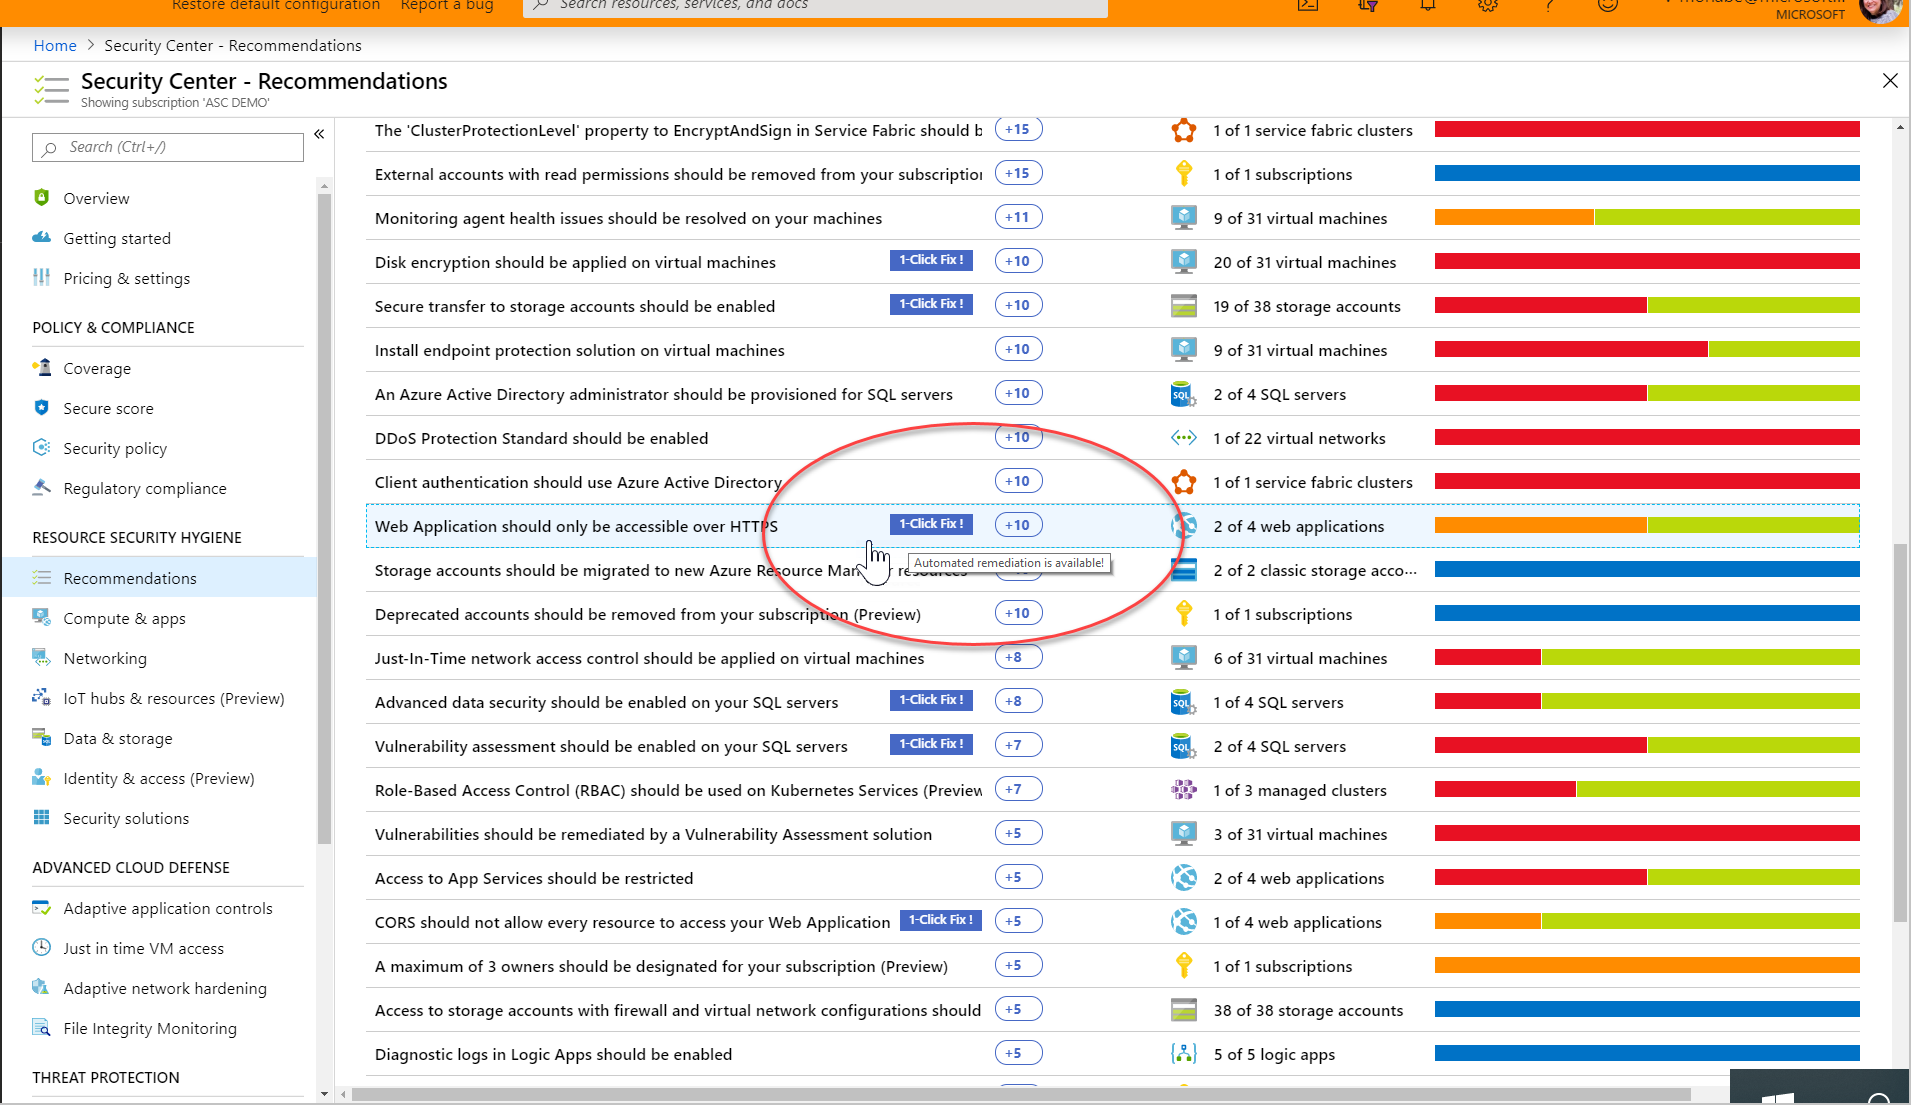 Restore default configuration Report a bug Search resources, services, and docs
MICROSOFT
Home > Security Center - Recommendations
Security Center - Recommendations
Showing subscription 'ASC DEMO'
Search (Ctrl+/)
Overview
Getting started
Pricing & settings
POLICY & COMPLIANCE
Coverage
Secure score
Security policy
Regulatory compliance
RESOURCE SECURITY HYGIENE
Recommendations
Compute & apps
Networking
IoT hubs & resources (Preview)
Data & storage
Identity & access (Preview)
Security solutions
ADVANCED CLOUD DEFENSE
Adaptive application controls
Just in time VM access
Adaptive network hardening
File Integrity Monitoring
THREAT PROTECTION
The 'ClusterProtectionLevel' property to EncryptAndSign in Service Fabric should b +15 1 of 1 service fabric clusters
External accounts with read permissions should be removed from your subscription +15 1 of 1 subscriptions
Monitoring agent health issues should be resolved on your machines +11 9 of 31 virtual machines
Disk encryption should be applied on virtual machines 1-Click Fix ! +10 20 of 31 virtual machines
Secure transfer to storage accounts should be enabled 1-Click Fix ! +10 19 of 38 storage accounts
Install endpoint protection solution on virtual machines +10 9 of 31 virtual machines
An Azure Active Directory administrator should be provisioned for SQL servers +10 2 of 4 SQL servers
DDoS Protection Standard should be enabled +10 1 of 22 virtual networks
Client authentication should use Azure Active Directory +10 1 of 1 service fabric clusters
Web Application should only be accessible over HTTPS 1-Click Fix ! +10 2 of 4 web applications
Automated remediation is available!
Storage accounts should be migrated to new Azure Resource Manager resources 2 of 2 classic storage acco...
Deprecated accounts should be removed from your subscription (Preview) +10 1 of 1 subscriptions
Just-In-Time network access control should be applied on virtual machines +8 6 of 31 virtual machines
Advanced data security should be enabled on your SQL servers 1-Click Fix ! +8 1 of 4 SQL servers
Vulnerability assessment should be enabled on your SQL servers 1-Click Fix ! +7 2 of 4 SQL servers
Role-Based Access Control (RBAC) should be used on Kubernetes Services (Preview +7 1 of 3 managed clusters
Vulnerabilities should be remediated by a Vulnerability Assessment solution +5 3 of 31 virtual machines
Access to App Services should be restricted +5 2 of 4 web applications
CORS should not allow every resource to access your Web Application 1-Click Fix ! +5 1 of 4 web applications
A maximum of 3 owners should be designated for your subscription (Preview) +5 1 of 1 subscriptions
Access to storage accounts with firewall and virtual network configurations should +5 38 of 38 storage accounts
Diagnostic logs in Logic Apps should be enabled +5 5 of 5 logic apps